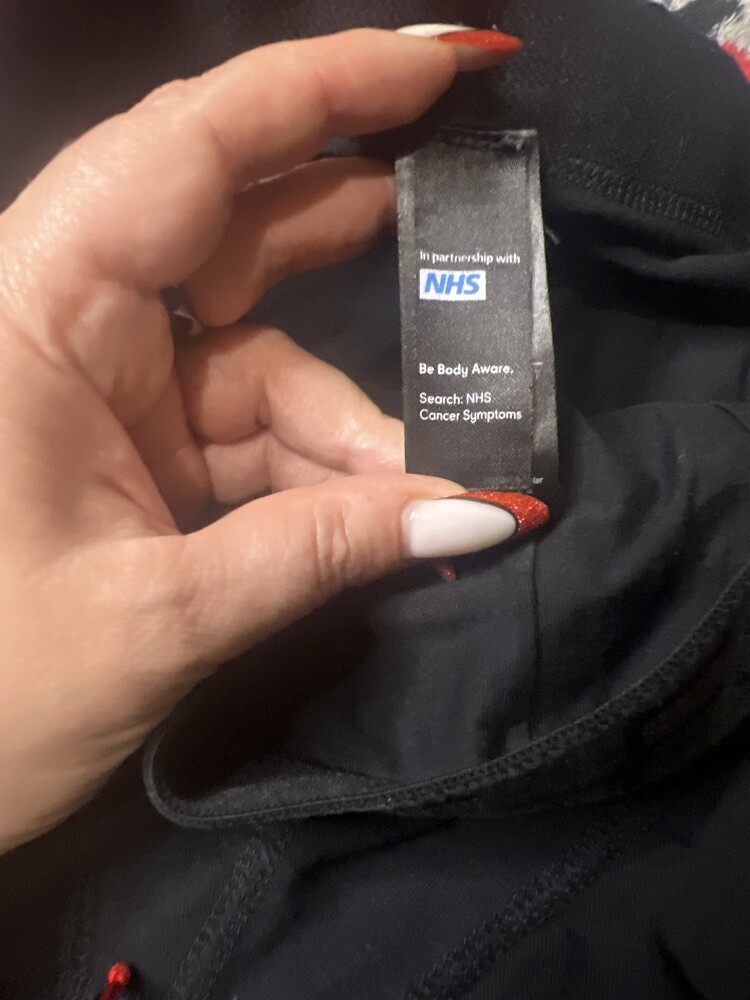 In partnership with
NHS
Be Body Aware.
Search: NHS
Cancer Symptoms